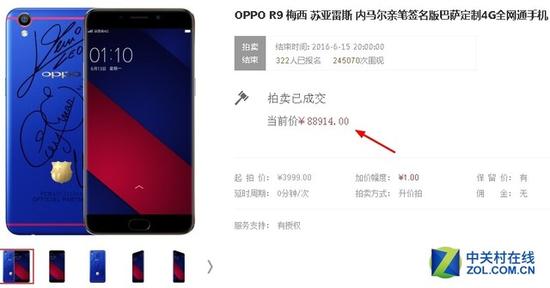 OPPO R9 梅西 苏亚雷斯 内马尔亲笔签名版巴萨定制4G全网通手机
拍卖结束
结束时间: 2016-6-15 20:00:00
322人已报名 245070次围观
拍卖已成交
当前价¥88914.00
起 拍 价: ¥3999.00 加价幅度: ¥1.00 保 留 价: 有
延时周期: 0分钟/次 拍卖方式: 升价拍 佣 金: 无
服务支持: 有授权
oppo
OFFICIAL PARTNER
01:00
中关村在线
ZOL.COM.CN